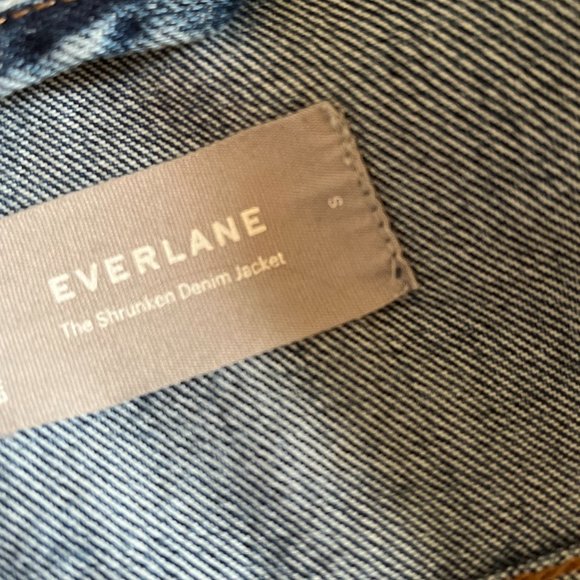 EVERLANE
The Shrunken Denim Jacket
S